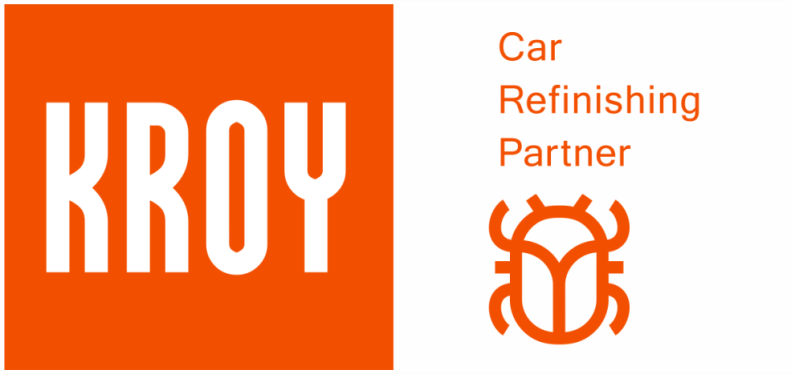 KROY
Car
Refinishing
Partner